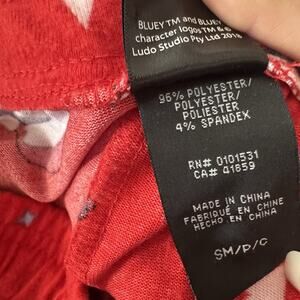 BLUEY TM and BLUEY
character logos TM & ©
Ludo Studio Pty Ltd 2018
96% POLYESTER/
POLYESTER/
POLIESTER
4% SPANDEX
RN# 0101531
CA# 41859
MADE IN CHINA
FABRIQUÉ EN CHINE
HECHO EN CHINA
SM/P/C